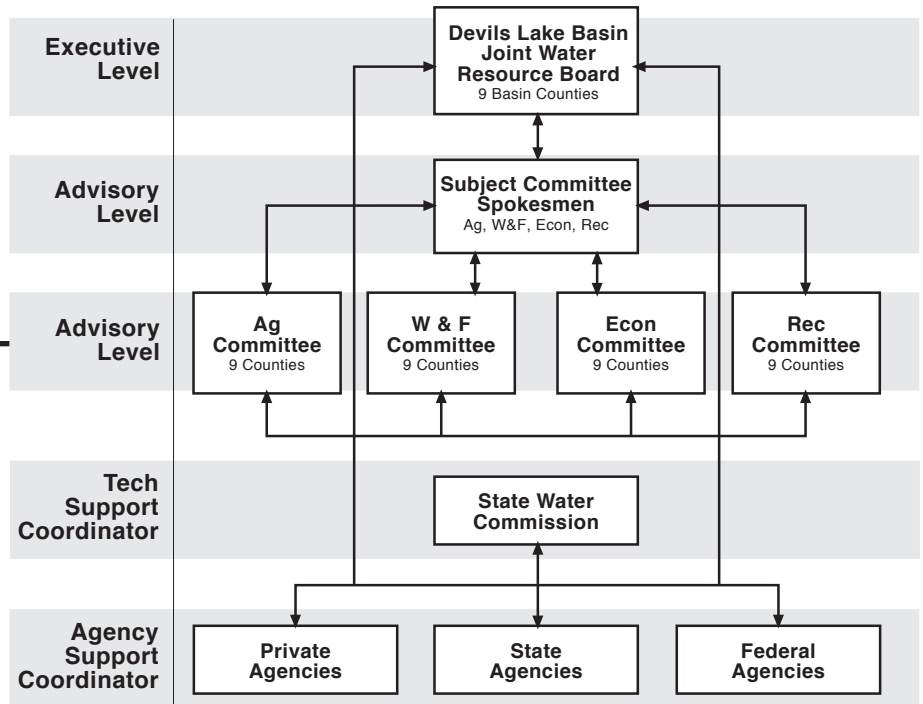 Executive
Level
Devils Lake Basin
Joint Water
Resource Board
9 Basin Counties
Advisory
Level
Subject Committee
Spokesmen
Ag, W&F, Econ, Rec
Advisory
Level
Ag
Committee
9 Counties
W & F
Committee
9 Counties
Econ
Committee
9 Counties
Rec
Committee
9 Counties
Tech
Support
Coordinator
State Water
Commission
Agency
Support
Coordinator
Private
Agencies
State
Agencies
Federal
Agencies